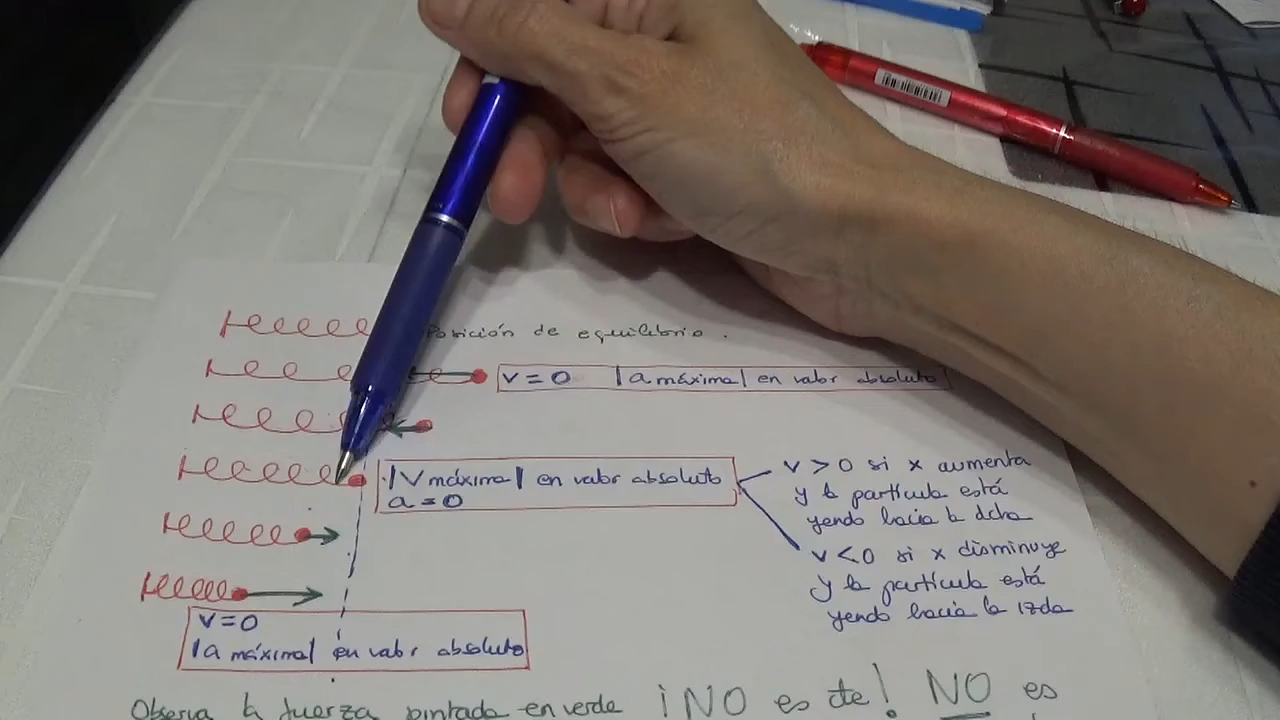 Posición de equilibrio.
v = 0 |a máxima| en valor absoluto
|v máxima| en valor absoluto
a = 0
v > 0 si x aumenta
y la partícula está
yendo hacia la dcha
v < 0 si x disminuye
y la partícula está
yendo hacia la izda
v = 0
|a máxima| en valor absoluto
Observa la fuerza pintada en verde ¡NO es cte! NO es